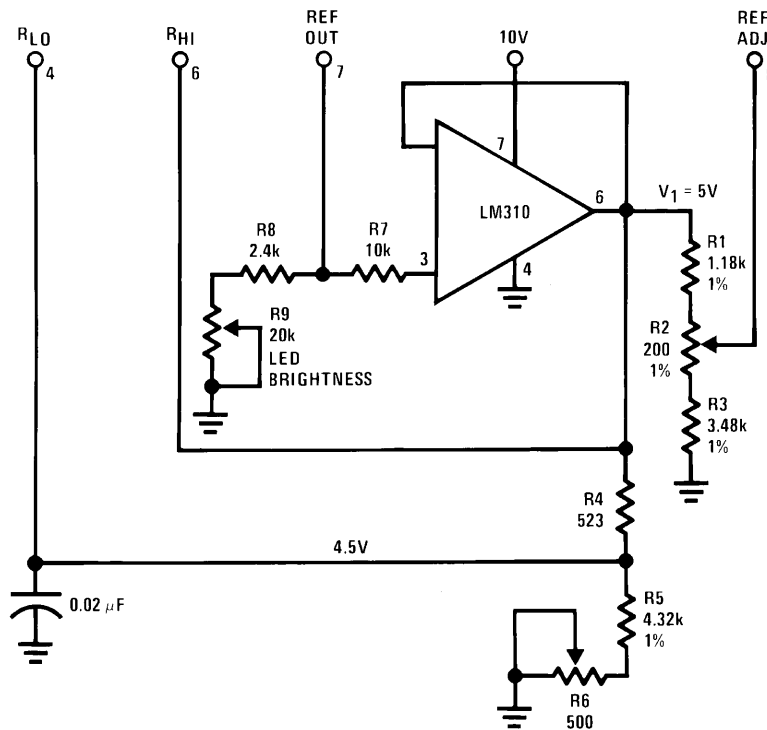 RLO
4
RHI
6
REF
OUT
7
10V
REF
ADJ
7
LM310
6
V1 = 5V
3
4
R8
2.4k
R7
10k
R9
20k
LED
BRIGHTNESS
R1
1.18k
1%
R2
200
1%
R3
3.48k
1%
R4
523
4.5V
0.02 μF
R5
4.32k
1%
R6
500